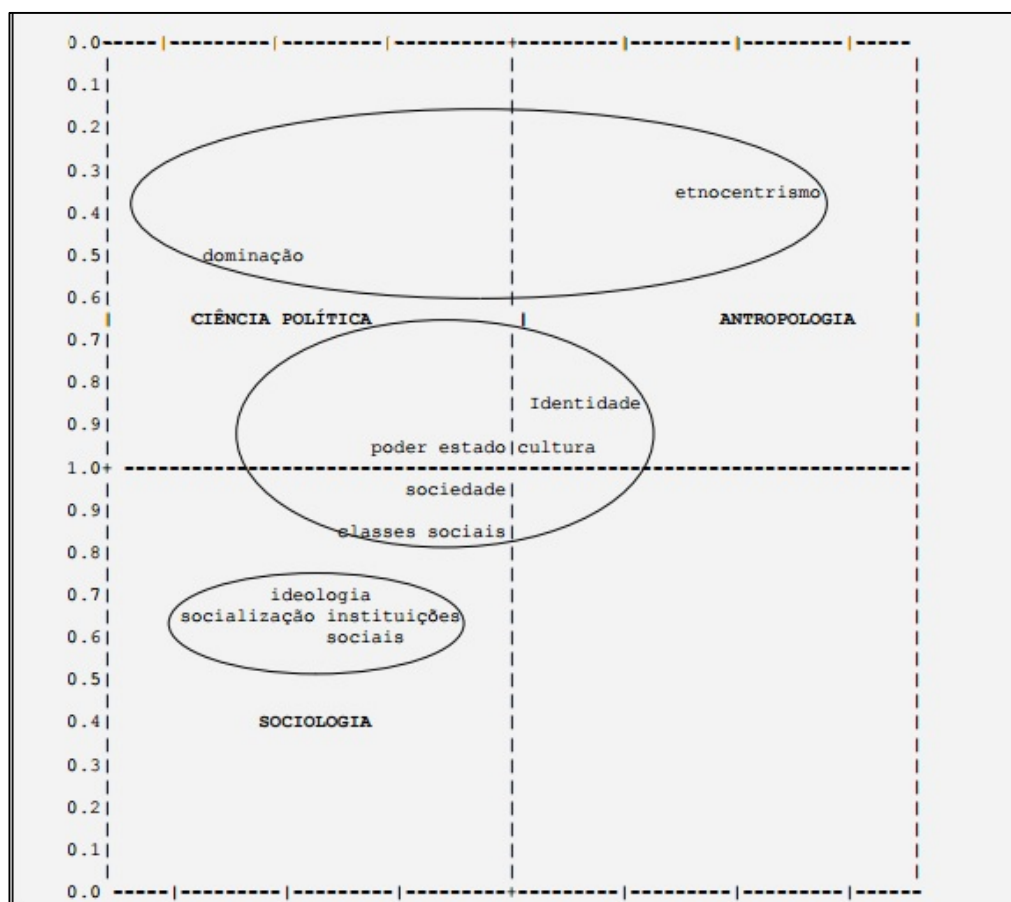 0.0
0.1
0.2
0.3
etnocentrismo
0.4
0.5 dominação
0.6
CIÊNCIA POLÍTICA ANTROPOLOGIA
0.7
0.8
Identidade
0.9
poder estado cultura
1.0
sociedade
0.9
classes sociais
0.8
0.7 ideologia
socialização instituições
0.6 sociais
0.5
0.4 SOCIOLOGIA
0.3
0.2
0.1
0.0